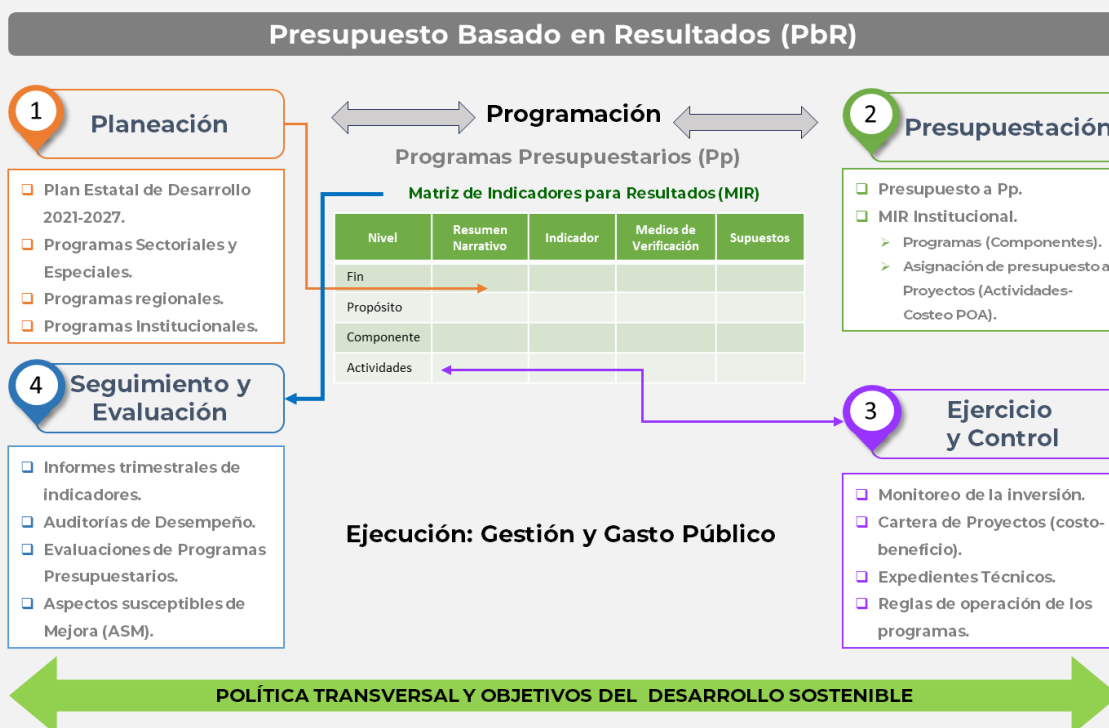 Presupuesto Basado en Resultados (PbR)
1
Planeación
Plan Estatal de Desarrollo
2021-2027.
Programas Sectoriales y
Especiales.
Programas regionales.
Programas Institucionales.
Programación
Programas Presupuestarios (Pp)
Matriz de Indicadores para Resultados (MIR)
Nivel
Resumen
Narrativo
Indicador
Medios de
Verificación
Supuestos
Fin
Propósito
Componente
Actividades
2
Presupuestación
Presupuesto a Pp.
MIR Institucional.
Programas (Componentes).
Asignación de presupuesto a
Proyectos (Actividades-
Costeo POA).
4
Seguimiento y
Evaluación
Informes trimestrales de
indicadores.
Auditorías de Desempeño.
Evaluaciones de Programas
Presupuestarios.
Aspectos susceptibles de
Mejora (ASM).
Ejecución: Gestión y Gasto Público
3
Ejercicio
y Control
Monitoreo de la inversión.
Cartera de Proyectos (costo-
beneficio).
Expedientes Técnicos.
Reglas de operación de los
programas.
POLÍTICA TRANSVERSAL Y OBJETIVOS DEL DESARROLLO SOSTENIBLE